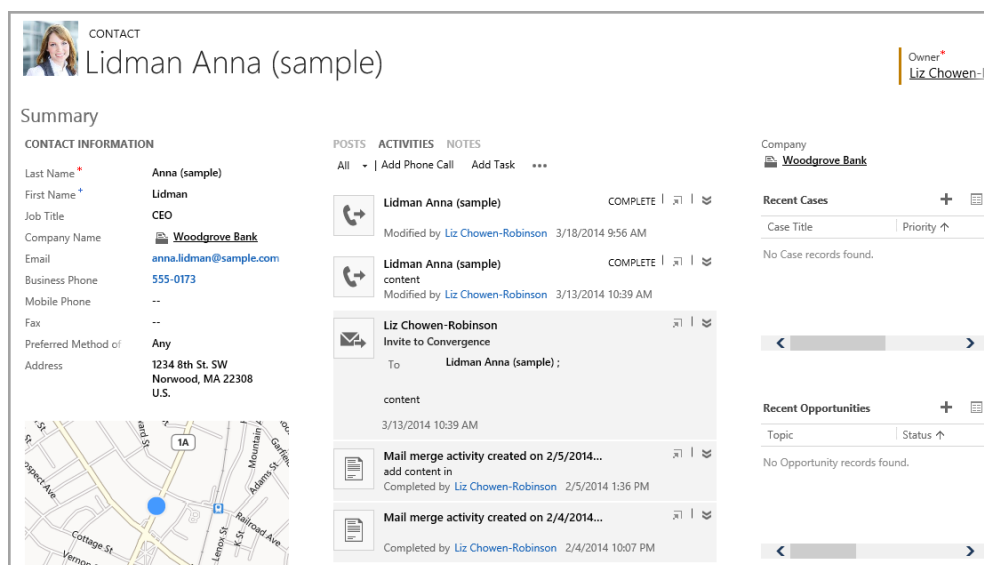 CONTACT
Lidman Anna (sample)
Owner*
Liz Chowen-
Summary
CONTACT INFORMATION
Last Name * Anna (sample)
First Name + Lidman
Job Title CEO
Company Name Woodgrove Bank
Email anna.lidman@sample.com
Business Phone 555-0173
Mobile Phone --
Fax --
Preferred Method of Any
Address 1234 8th St. SW
Norwood, MA 22308
U.S.
1A
Mountain A
Garfiel
Adams St
Railroad Ave
Lenox St
K St
Cottage St
Vernon
spect Ave
ard St
POSTS ACTIVITIES NOTES
All | Add Phone Call Add Task •••
Lidman Anna (sample) COMPLETE
Modified by Liz Chowen-Robinson 3/18/2014 9:56 AM
Lidman Anna (sample) COMPLETE
content
Modified by Liz Chowen-Robinson 3/13/2014 10:39 AM
Liz Chowen-Robinson
Invite to Convergence
To Lidman Anna (sample) ;
content
3/13/2014 10:39 AM
Mail merge activity created on 2/5/2014...
add content in
Completed by Liz Chowen-Robinson 2/5/2014 1:36 PM
Mail merge activity created on 2/4/2014...
Completed by Liz Chowen-Robinson 2/4/2014 10:07 PM
Company
Woodgrove Bank
Recent Cases +
Case Title Priority ↑
No Case records found.
Recent Opportunities +
Topic Status ↑
No Opportunity records found.